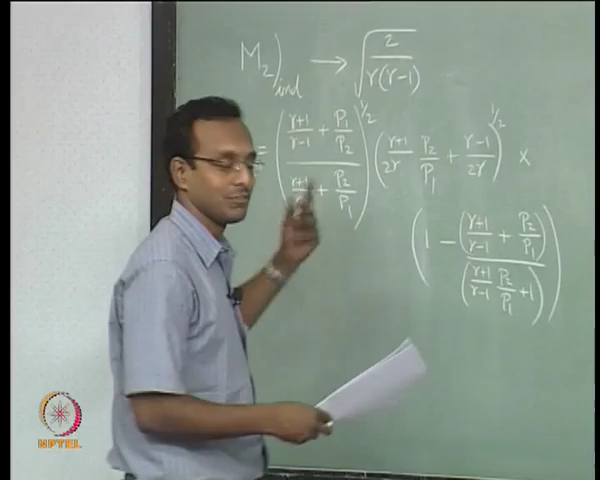 M₂)ind → √(2/(γ(γ-1)))
= ((γ+1)/(γ-1) + P₁/P₂)^(1/2) / ((γ+1) + P₂/P₁) ((γ+1)/2γ P₂/P₁ + (γ-1)/2γ)^(1/2) ×
(1 - ((γ+1)/(γ-1) + P₂/P₁)/((γ+1)/(γ-1) P₂/P₁ + 1))
NPTEL